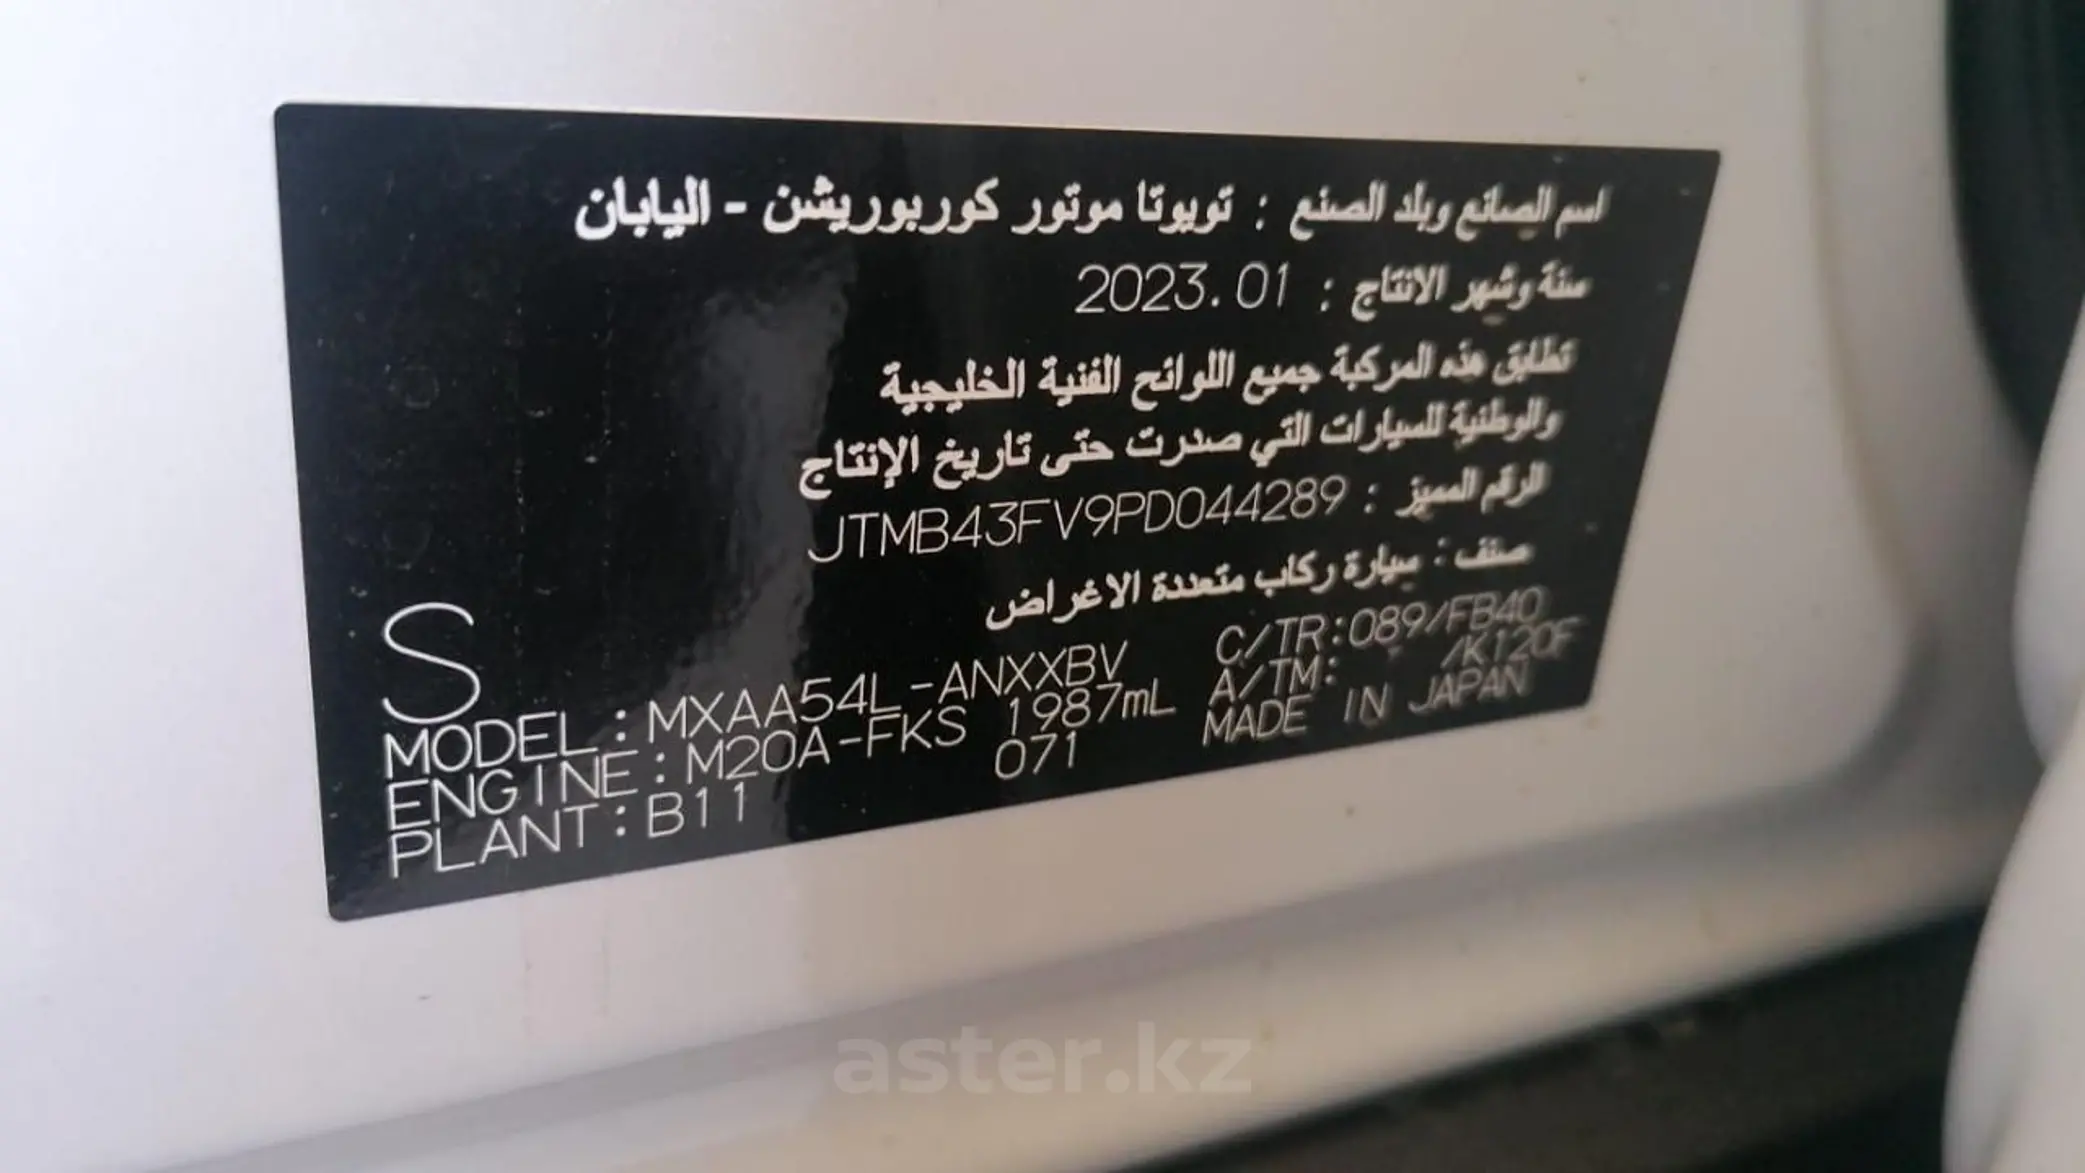 اسم الصانع وبلد الصنع : تويوتا موتور كوربوريشن - اليابان
سنة وشهر الانتاج : 2023.01
تطابق هذه المركبة جميع اللوائح الفنية الخليجية
والوطنية للسيارات التي صدرت حتى تاريخ الإنتاج
الرقم المميز : JTMB43FV9PD044289
صنف : سيارة ركاب متعددة الاغراض
S
MODEL:MXAA54L-ANXXBV C/TR:089/FB40
ENGINE:M20A-FKS 1987mL A/TM: /K120F
PLANT:B11 071 MADE IN JAPAN
aster.kz